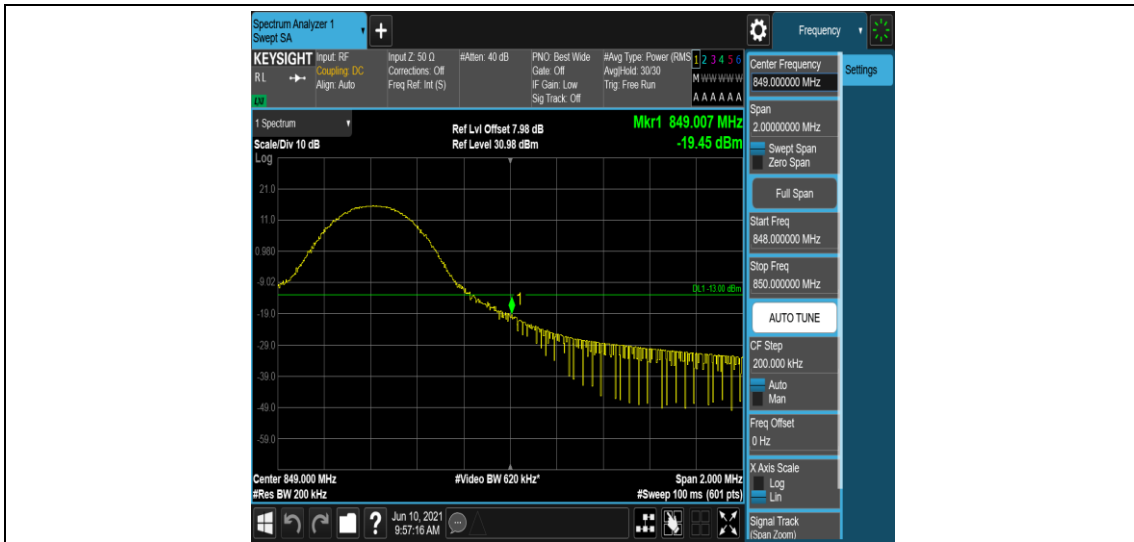 Spectrum Analyzer 1
Swept SA
Frequency
KEYSIGHT
R L
LXI
Input: RF
Coupling: DC
Align: Auto
Input Z: 50 Ω
Corrections: Off
Freq Ref: Int (S)
#Atten: 40 dB
PNO: Best Wide
Gate: Off
IF Gain: Low
Sig Track: Off
#Avg Type: Power (RMS
Avg|Hold: 30/30
Trig: Free Run
1 2 3 4 5 6
M W W W W W
A A A A A A
Center Frequency
849.000000 MHz
Settings
1 Spectrum
Scale/Div 10 dB
Ref Lvl Offset 7.98 dB
Ref Level 30.98 dBm
Mkr1 849.007 MHz
-19.45 dBm
Log
21.0
11.0
0.980
-9.02
-19.0
-29.0
-39.0
-49.0
-59.0
DL1 -13.00 dBm
1
Span
2.00000000 MHz
Swept Span
Zero Span
Full Span
Start Freq
848.000000 MHz
Stop Freq
850.000000 MHz
AUTO TUNE
CF Step
200.000 kHz
Auto
Man
Freq Offset
0 Hz
X Axis Scale
Log
Lin
Signal Track
(Span Zoom)
Center 849.000 MHz
#Res BW 200 kHz
#Video BW 620 kHz*
Span 2.000 MHz
#Sweep 100 ms (601 pts)
?
Jun 10, 2021
9:57:16 AM